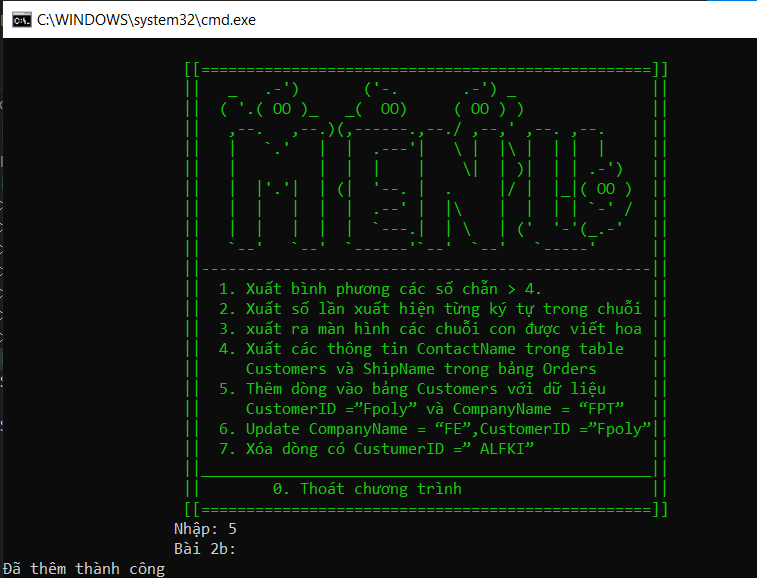 C:\WINDOWS\system32\cmd.exe
MENU
1. Xuất bình phương các số chẵn > 4.
2. Xuất số lần xuất hiện từng ký tự trong chuỗi
3. xuất ra màn hình các chuỗi con được viết hoa
4. Xuất các thông tin ContactName trong table
Customers và ShipName trong bảng Orders
5. Thêm dòng vào bảng Customers với dữ liệu
CustomerID =”Fpoly” và CompanyName = “FPT”
6. Update CompanyName = “FE”,CustomerID =”Fpoly”
7. Xóa dòng có CustumerID =” ALFKI”
0. Thoát chương trình
Nhập: 5
Bài 2b:
Đã thêm thành công